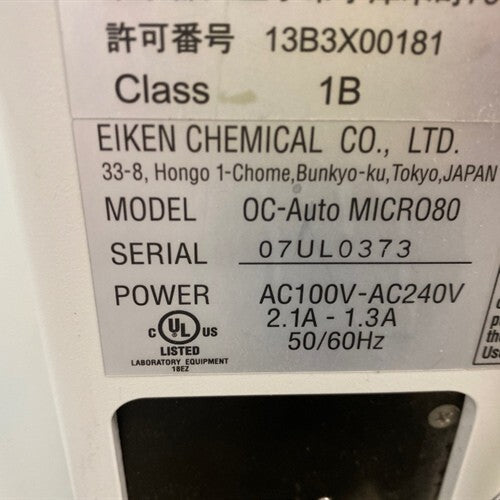 許可番号 13B3X00181
Class 1B
EIKEN CHEMICAL CO., LTD.
33-8, Hongo 1-Chome,Bunkyo-ku,Tokyo,JAPAN
MODEL OC-Auto MICRO80
SERIAL 07UL0373
POWER AC100V-AC240V
2.1A - 1.3A
50/60Hz
C UL US
LISTED
LABORATORY EQUIPMENT
18EZ